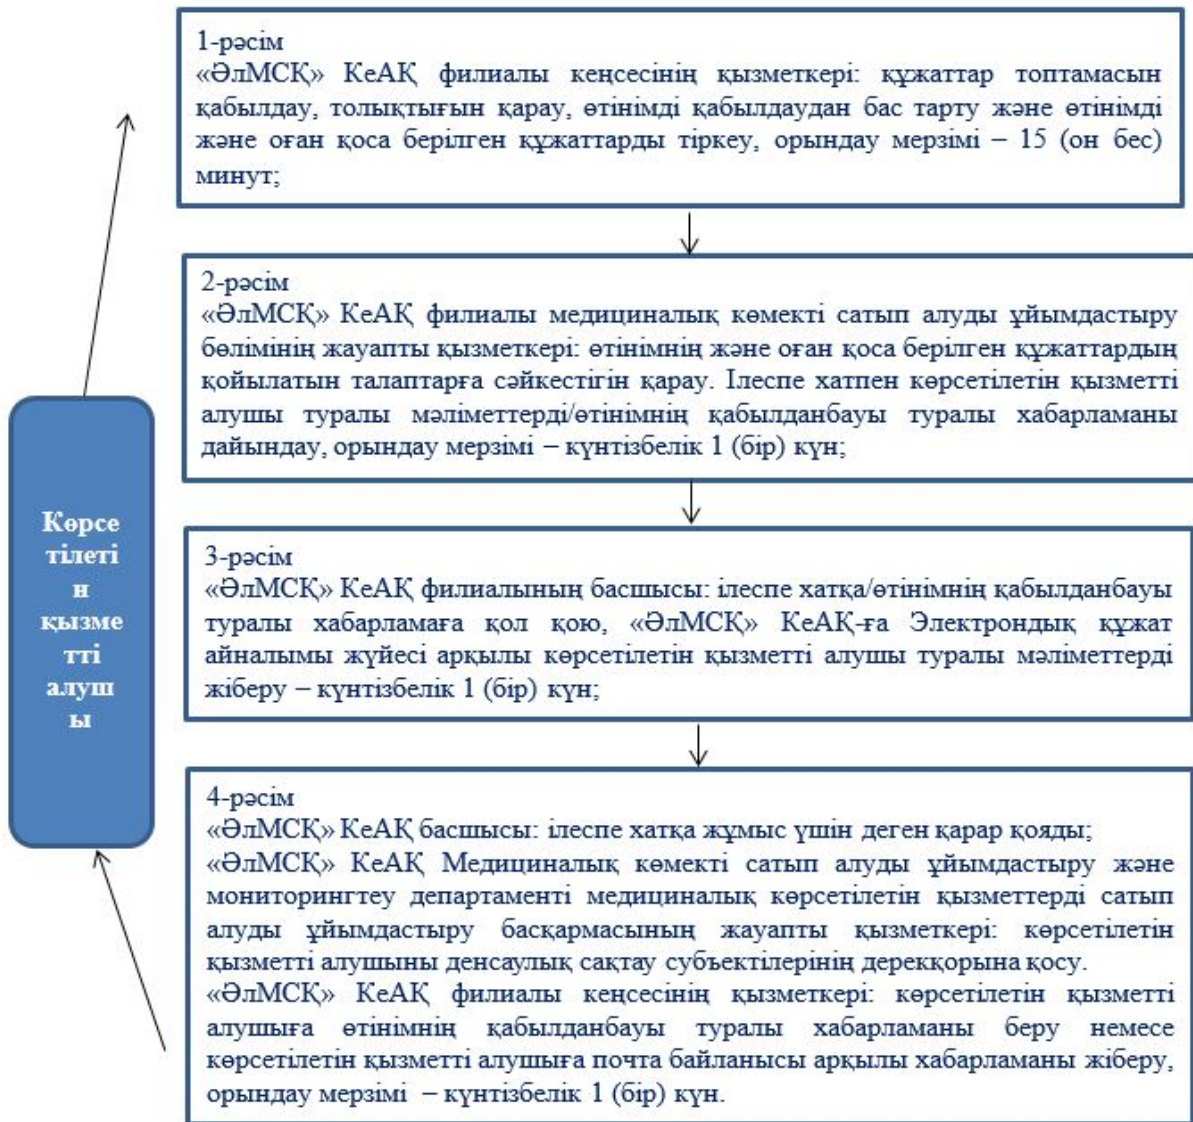 1-рәсім
«ӘлМСҚ» КеАҚ филиалы кеңсесінің қызметкері: құжаттар топтамасын
қабылдау, толықтығын қарау, өтінімді қабылдаудан бас тарту және өтінімді
және оған қоса берілген құжаттарды тіркеу, орындау мерзімі – 15 (он бес)
минут;
2-рәсім
«ӘлМСҚ» КеАҚ филиалы медициналық көмекті сатып алуды ұйымдастыру
бөлімінің жауапты қызметкері: өтінімнің және оған қоса берілген құжаттардың
қойылатын талаптарға сәйкестігін қарау. Ілеспе хатпен көрсетілетін қызметті
алушы туралы мәліметтерді/өтінімнің қабылданбауы туралы хабарламаны
дайындау, орындау мерзімі – күнтізбелік 1 (бір) күн;
Көрсе
тілеті
н
қызме
тті
алуш
ы
3-рәсім
«ӘлМСҚ» КеАҚ филиалының басшысы: ілеспе хатқа/өтінімнің қабылданбауы
туралы хабарламаға қол қою, «ӘлМСҚ» КеАҚ-ға Электрондық құжат
айналымы жүйесі арқылы көрсетілетін қызметті алушы туралы мәліметтерді
жіберу – күнтізбелік 1 (бір) күн;
4-рәсім
«ӘлМСҚ» КеАҚ басшысы: ілеспе хатқа жұмыс үшін деген қарар қояды;
«ӘлМСҚ» КеАҚ Медициналық көмекті сатып алуды ұйымдастыру және
мониторингтеу департаменті медициналық көрсетілетін қызметтерді сатып
алуды ұйымдастыру басқармасының жауапты қызметкері: көрсетілетін
қызметті алушыны денсаулық сақтау субъектілерінің дерекқорына қосу.
«ӘлМСҚ» КеАҚ филиалы кеңсесінің қызметкері: көрсетілетін қызметті
алушыға өтінімнің қабылданбауы туралы хабарламаны беру немесе
көрсетілетін қызметті алушыға почта байланысы арқылы хабарламаны жіберу,
орындау мерзімі – күнтізбелік 1 (бір) күн.